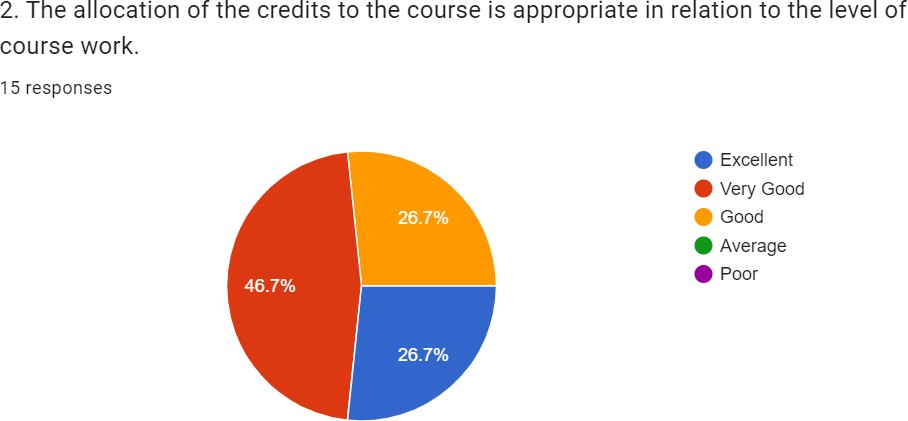 2. The allocation of the credits to the course is appropriate in relation to the level of
course work.
15 responses
26.7%
46.7%
26.7%
Excellent
Very Good
Good
Average
Poor